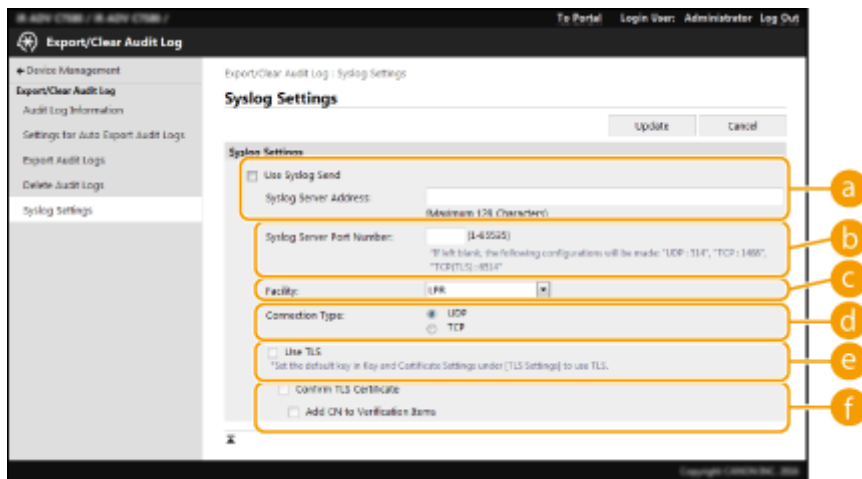 To Portal Login User: Administrator Log Out
Export/Clear Audit Log
Device Management
Export/Clear Audit Log
Audit Log Information
Settings for Auto Export Audit Logs
Export Audit Logs
Delete Audit Logs
Syslog Settings
Export/Clear Audit Log : Syslog Settings
Syslog Settings
Update Cancel
Syslog Settings
Use Syslog Send
Syslog Server Address:
(Maximum 128 Characters)
a
Syslog Server Port Number: (1-65535)
"If left blank, the following configurations will be made: "UDP : 514", "TCP : 1468",
"TCP(TLS) : 6514"
b
Facility: LPR
c
Connection Type: UDP
TCP
d
Use TLS
*Set the default key in Key and Certificate Settings under [TLS Settings] to use TLS.
e
Confirm TLS Certificate
Add CN to Verification Items
f
Copyright CANON INC. 2016